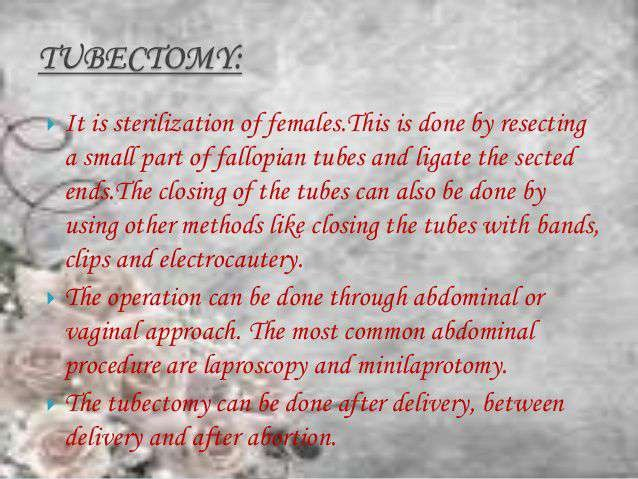 TUBECTOMY:
It is sterilization of females.This is done by resecting
a small part of fallopian tubes and ligate the sected
ends.The closing of the tubes can also be done by
using other methods like closing the tubes with bands,
clips and electrocautery.
The operation can be done through abdominal or
vaginal approach. The most common abdominal
procedure are laproscopy and minilaprotomy.
The tubectomy can be done after delivery, between
delivery and after abortion.